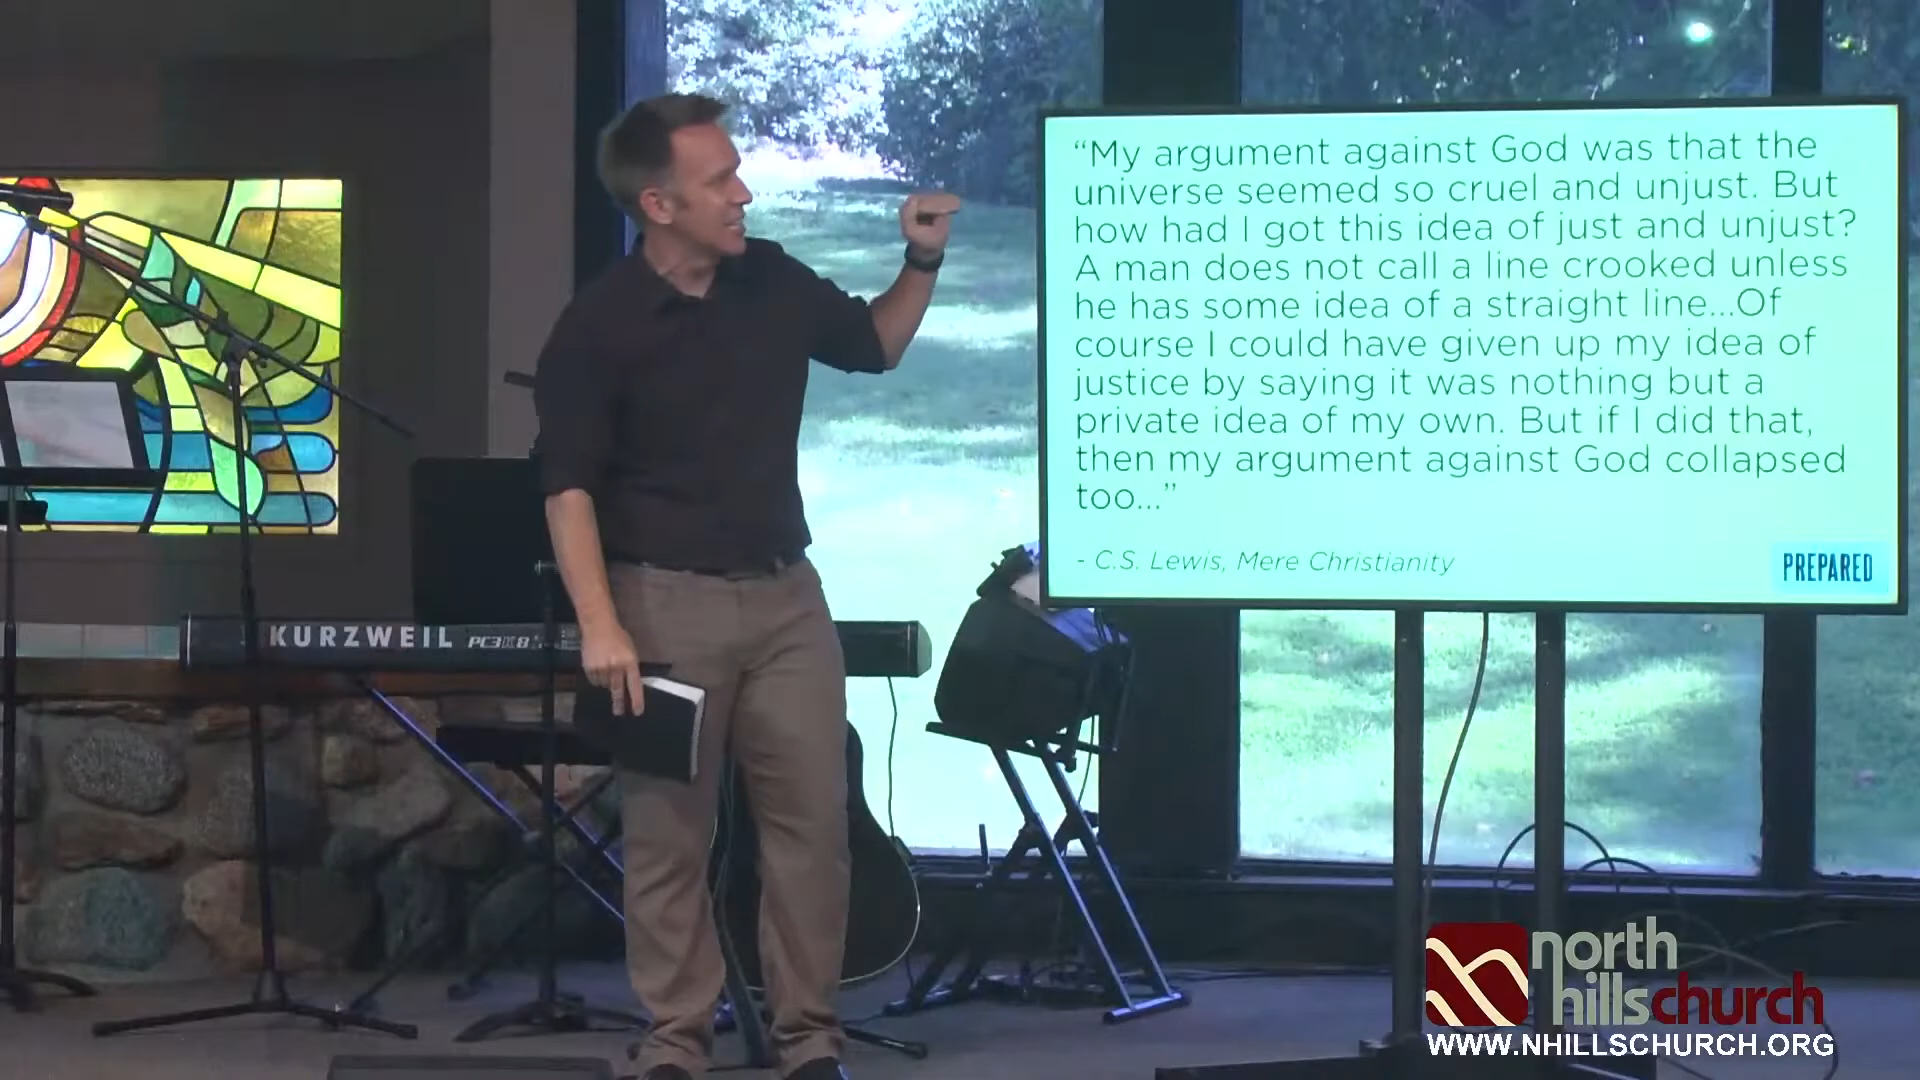 “My argument against God was that the
universe seemed so cruel and unjust. But
how had I got this idea of just and unjust?
A man does not call a line crooked unless
he has some idea of a straight line...Of
course I could have given up my idea of
justice by saying it was nothing but a
private idea of my own. But if I did that,
then my argument against God collapsed
too...”
- C.S. Lewis, Mere Christianity
PREPARED
KURZWEIL PC3K8
north
hillschurch
WWW.NHILLSCHURCH.ORG